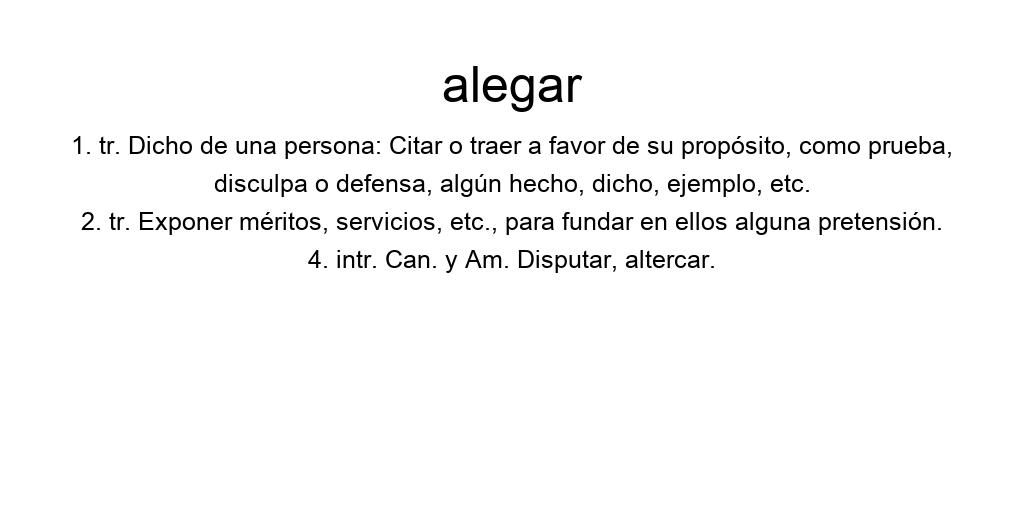 alegar
1. tr. Dicho de una persona: Citar o traer a favor de su propósito, como prueba,
disculpa o defensa, algún hecho, dicho, ejemplo, etc.
2. tr. Exponer méritos, servicios, etc., para fundar en ellos alguna pretensión.
4. intr. Can. y Am. Disputar, altercar.